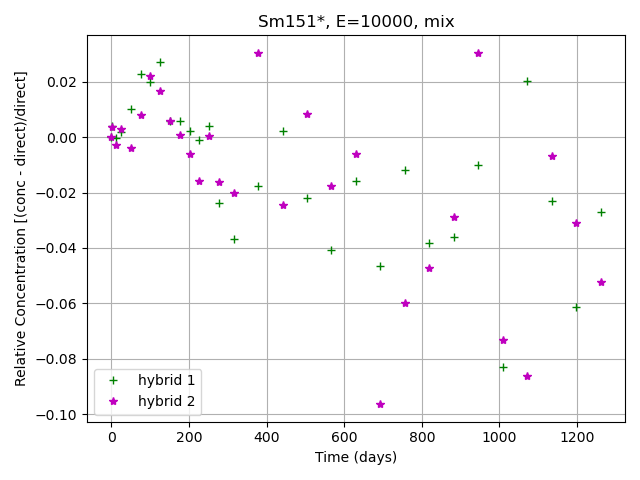 Sm151*, E=10000, mix
Relative Concentration [(conc - direct)/direct]
0.02
0.00
−0.02
−0.04
−0.06
−0.08
−0.10
hybrid 1
hybrid 2
0 200 400 600 800 1000 1200
Time (days)